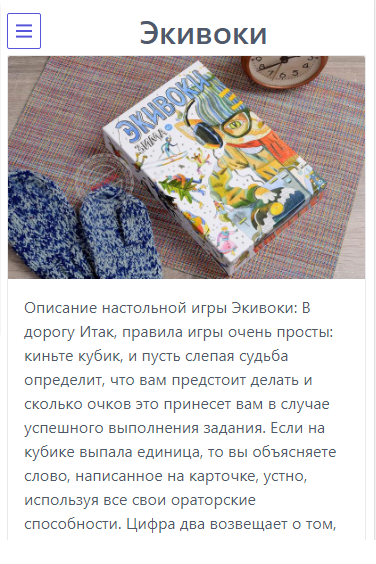 Экивоки
ЭКИВОКИ
ЗИМА
Описание настольной игры Экивоки: В
дорогу Итак, правила игры очень просты:
киньте кубик, и пусть слепая судьба
определит, что вам предстоит делать и
сколько очков это принесет вам в случае
успешного выполнения задания. Если на
кубике выпала единица, то вы объясняете
слово, написанное на карточке, устно,
используя все свои ораторские
способности. Цифра два возвещает о том,